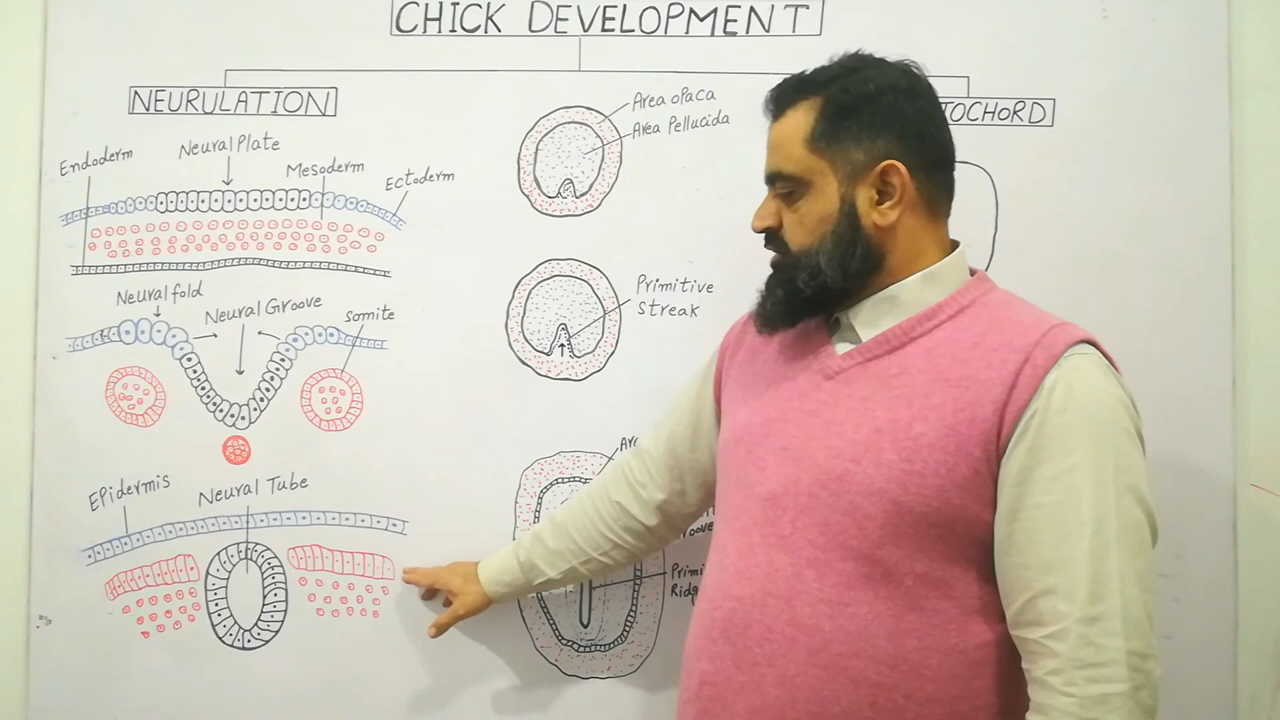 CHICK DEVELOPMENT
NEURULATION
Endoderm
Neural Plate
Mesoderm
Ectoderm
Neural fold
Neural Groove
Somite
Epidermis
Neural Tube
Area opaca
Area Pellucida
Primitive
Streak
TOCHORD